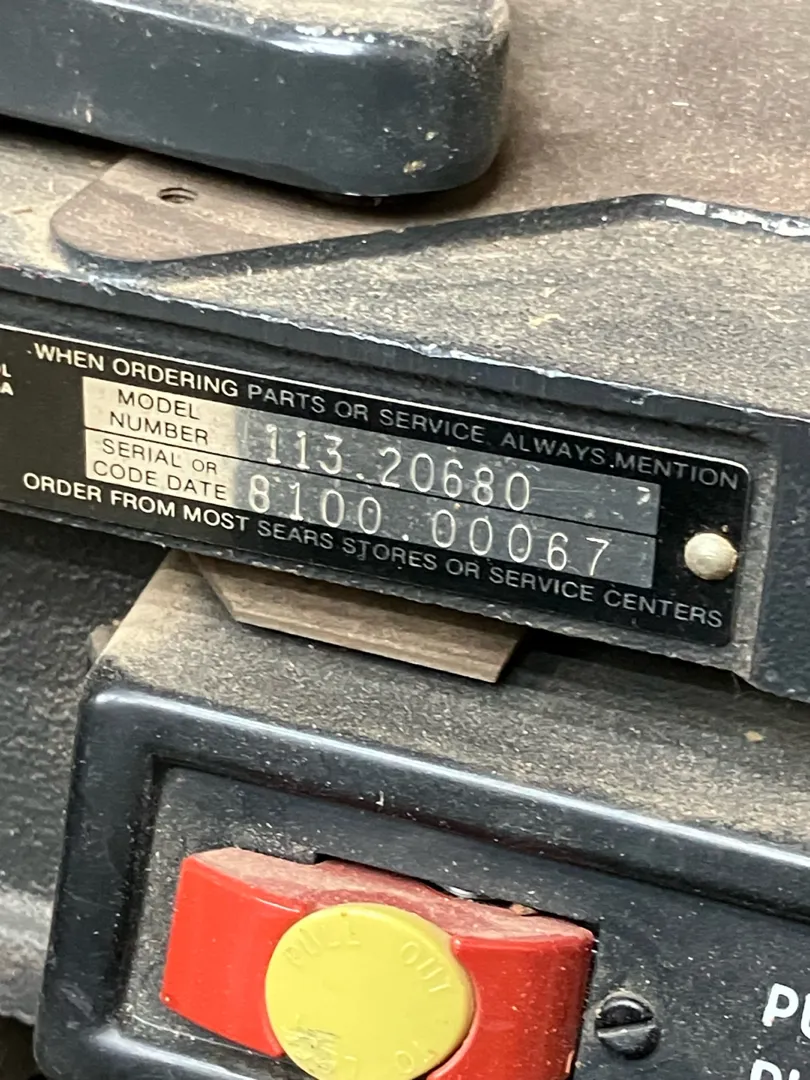 WHEN ORDERING PARTS OR SERVICE, ALWAYS MENTION
MODEL NUMBER 113.20680
SERIAL OR CODE DATE 8100.00067
ORDER FROM MOST SEARS STORES OR SERVICE CENTERS
PULL OUT
TO